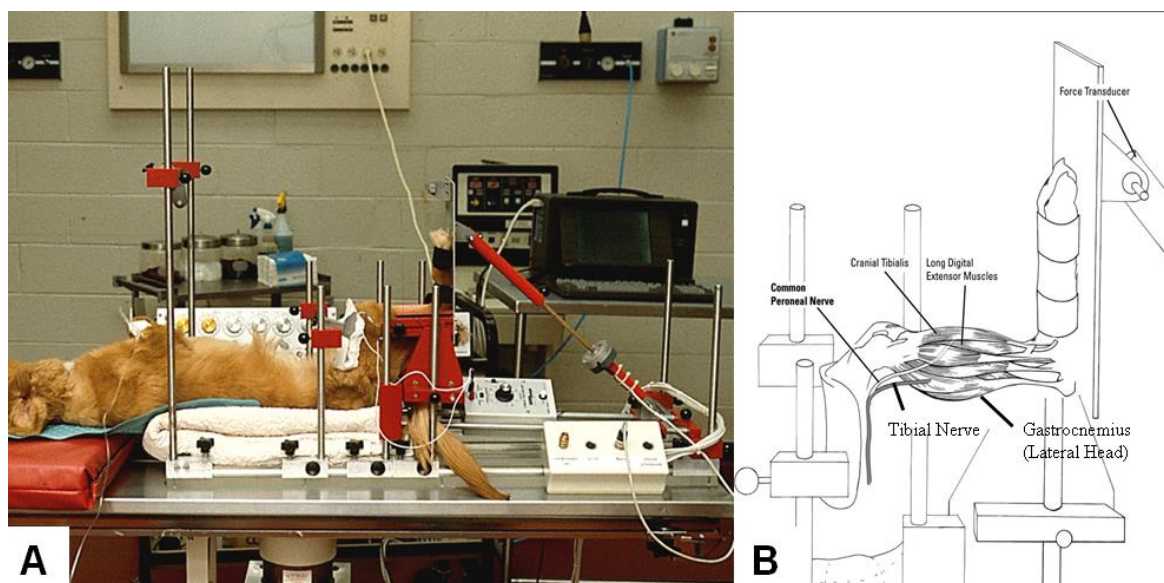 Force Transducer
Cranial Tibialis
Long Digital
Extensor Muscles
Common
Peroneal Nerve
Tibial Nerve
Gastrocnemius
(Lateral Head)
A
B